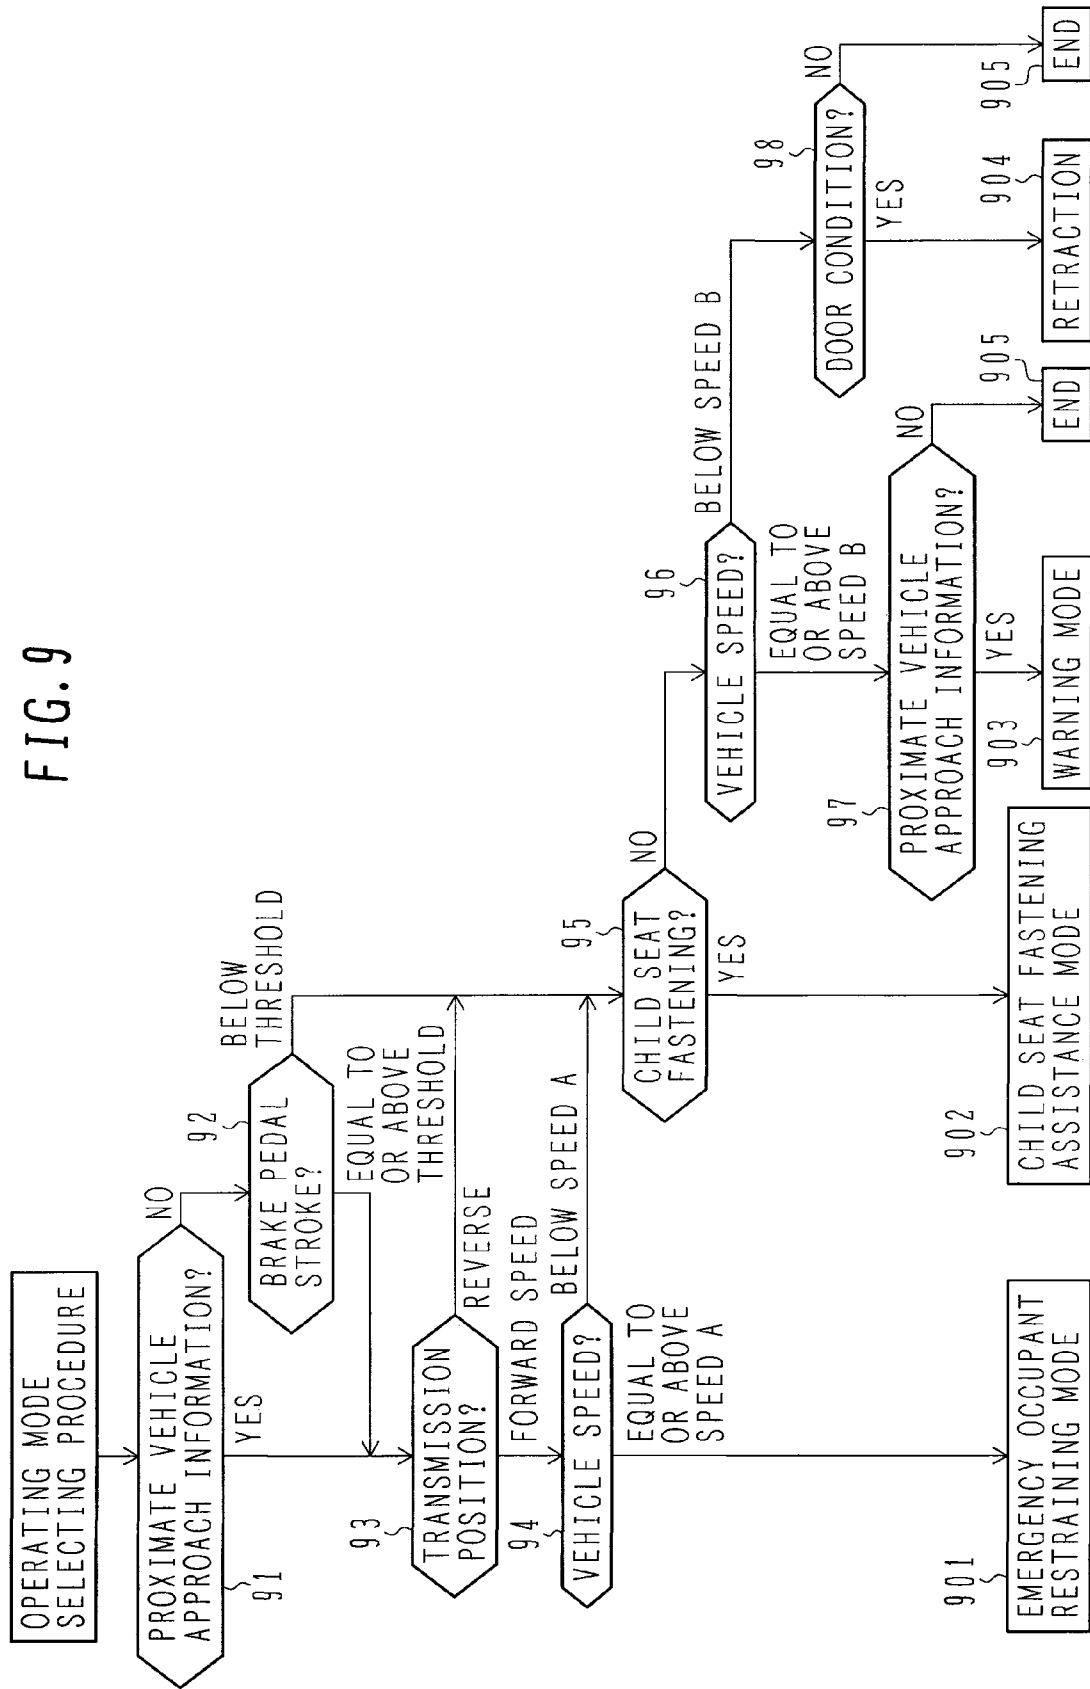 FIG. 9
OPERATING MODE
SELECTING PROCEDURE
PROXIMATE VEHICLE
APPROACH INFORMATION?
91
NO
YES
92
BRAKE PEDAL
STROKE?
BELOW
THRESHOLD
EQUAL TO
OR ABOVE
THRESHOLD
93
TRANSMISSION
POSITION?
REVERSE
FORWARD SPEED
94
VEHICLE SPEED?
BELOW SPEED A
EQUAL TO
OR ABOVE
SPEED A
901
EMERGENCY OCCUPANT
RESTRAINING MODE
95
CHILD SEAT
FASTENING?
NO
YES
902
CHILD SEAT FASTENING
ASSISTANCE MODE
96
VEHICLE SPEED?
BELOW SPEED B
EQUAL TO
OR ABOVE
SPEED B
97
PROXIMATE VEHICLE
APPROACH INFORMATION?
NO
YES
903
WARNING MODE
905
END
98
DOOR CONDITION?
NO
YES
904
RETRACTION
905
END